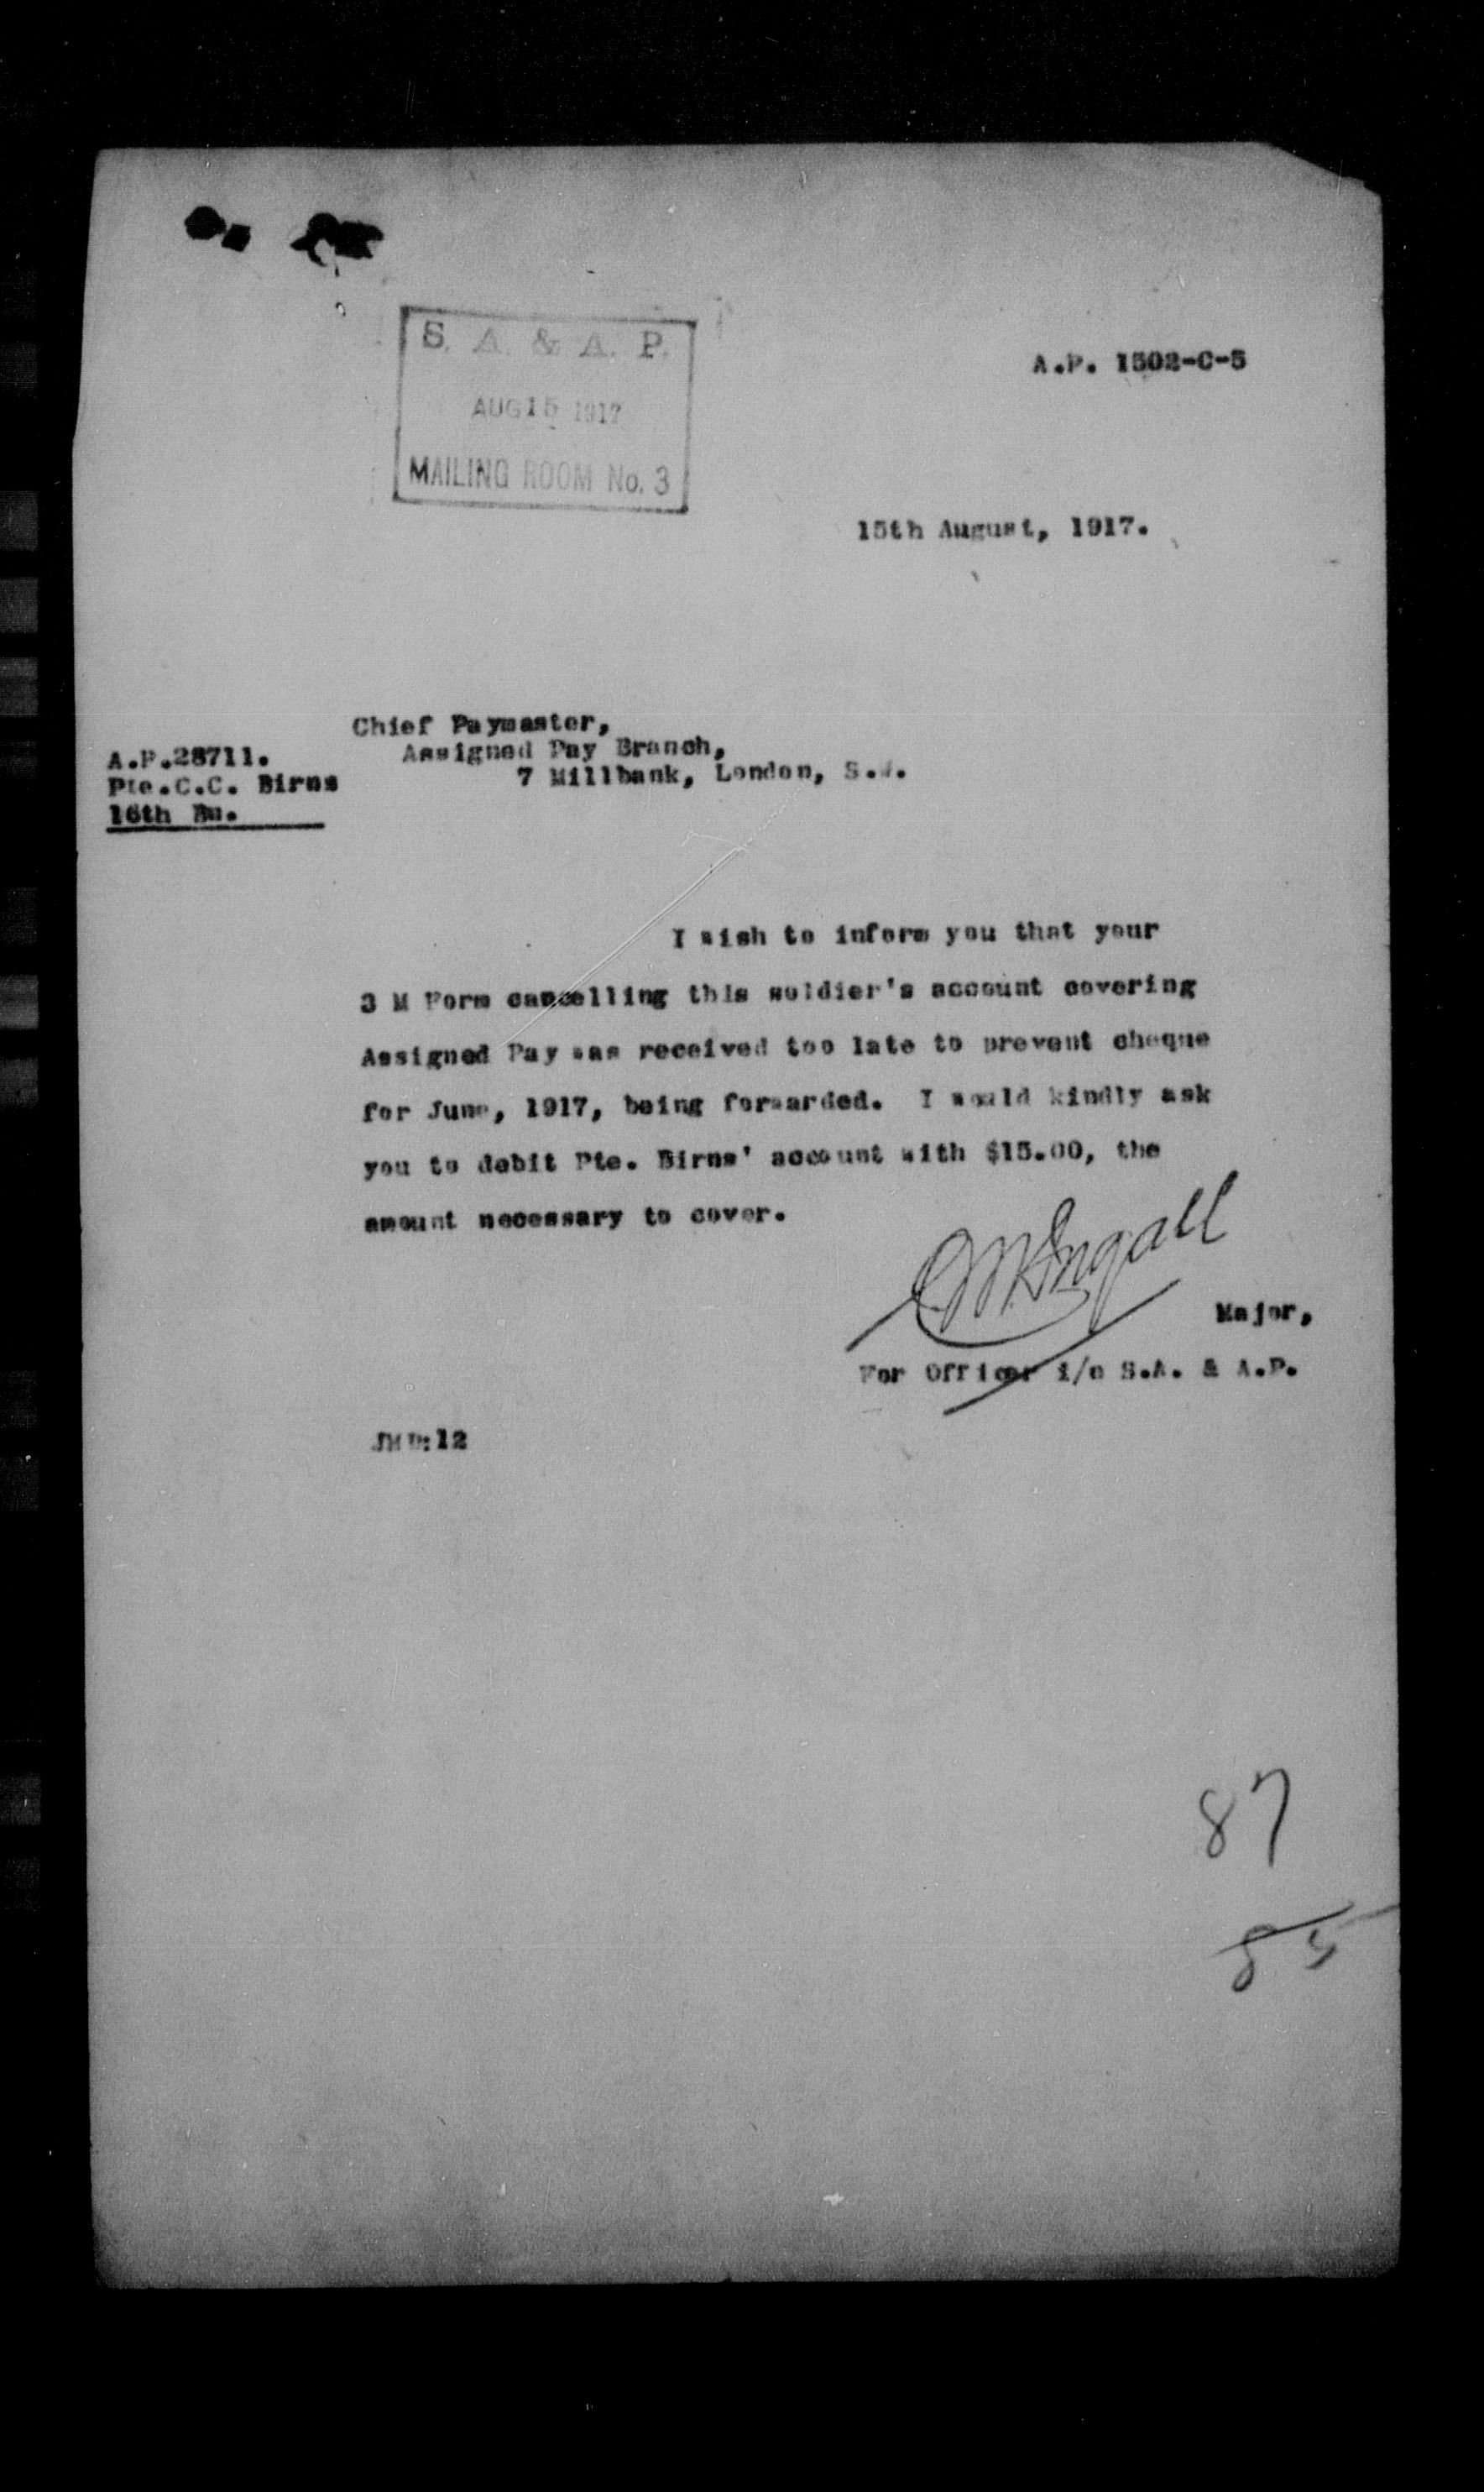 S. A. & A. P.
AUG 15 1917
MAILING ROOM No. 3
A.P. 1502-C-5
15th August, 1917.
Chief Paymaster,
Assigned Pay Branch,
7 Millbank, London, S.W.
A.P.28711.
Pte.C.C. Birns
16th Bn.
I wish to inform you that your
3 M Form cancelling this soldier's account covering
Assigned Pay was received too late to prevent cheque
for June, 1917, being forwarded. I would kindly ask
you to debit Pte. Birns' account with $15.00, the
amount necessary to cover.
Ingall
Major,
For Officer i/c S.A. & A.P.
JMD:12
87
85